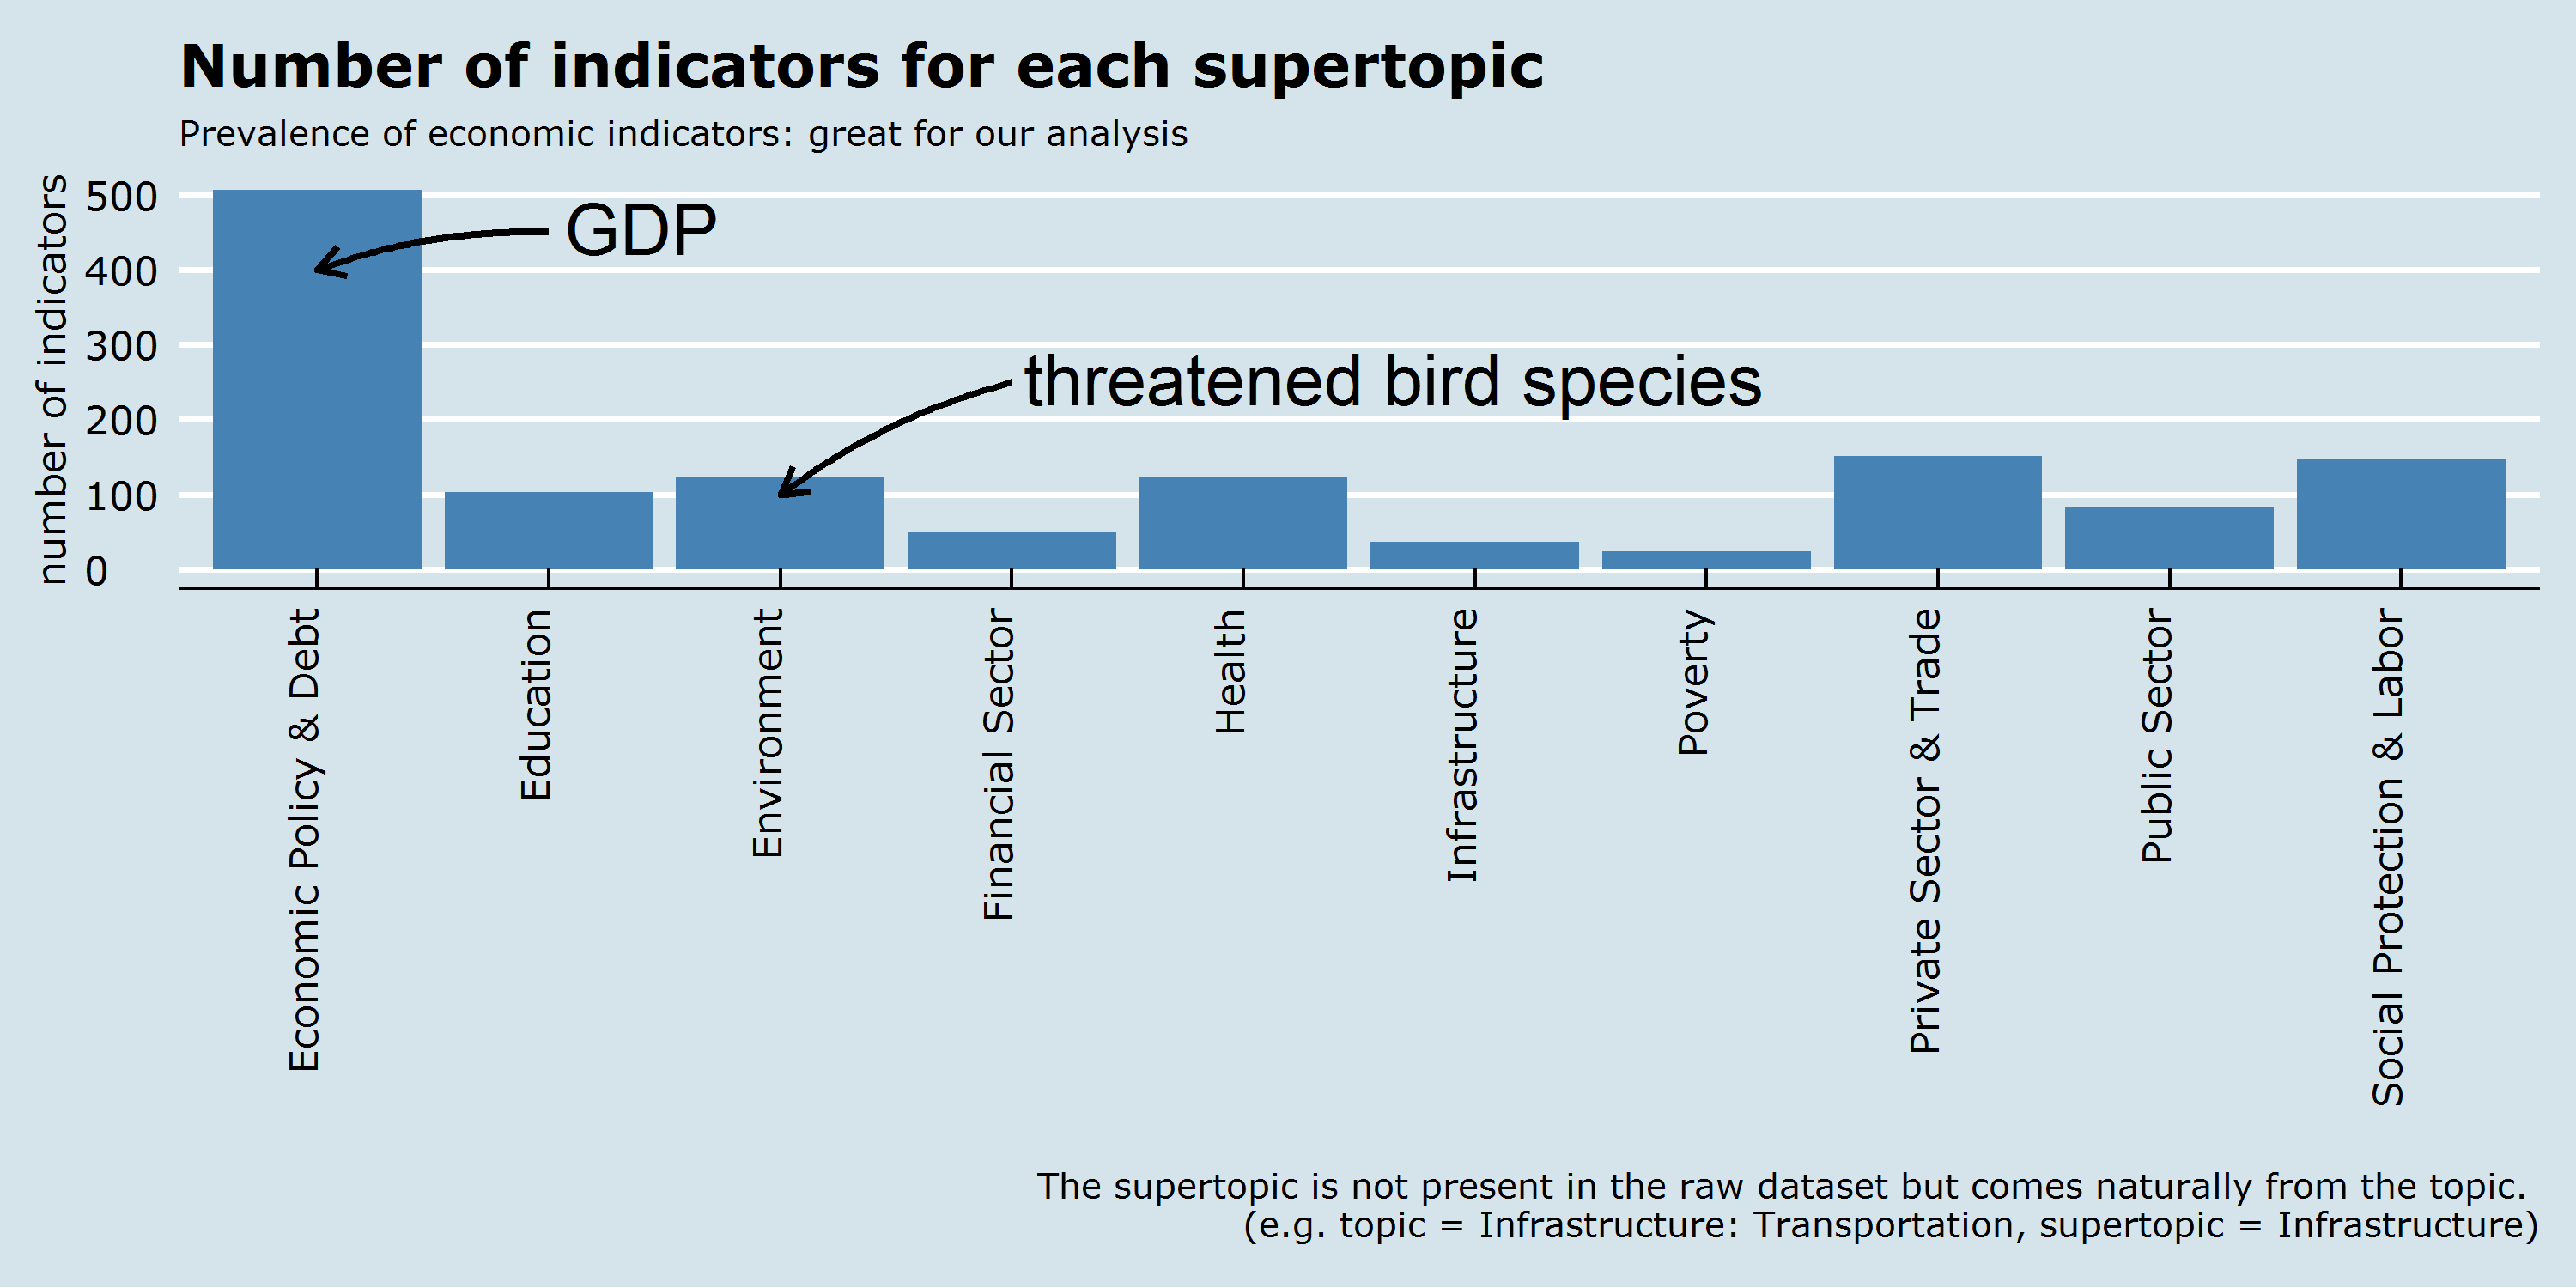 Number of indicators for each supertopic
Prevalence of economic indicators: great for our analysis
number of indicators
500
400
300
200
100
0
GDP
threatened bird species
Economic Policy & Debt
Education
Environment
Financial Sector
Health
Infrastructure
Poverty
Private Sector & Trade
Public Sector
Social Protection & Labor
The supertopic is not present in the raw dataset but comes naturally from the topic.
(e.g. topic = Infrastructure: Transportation, supertopic = Infrastructure)